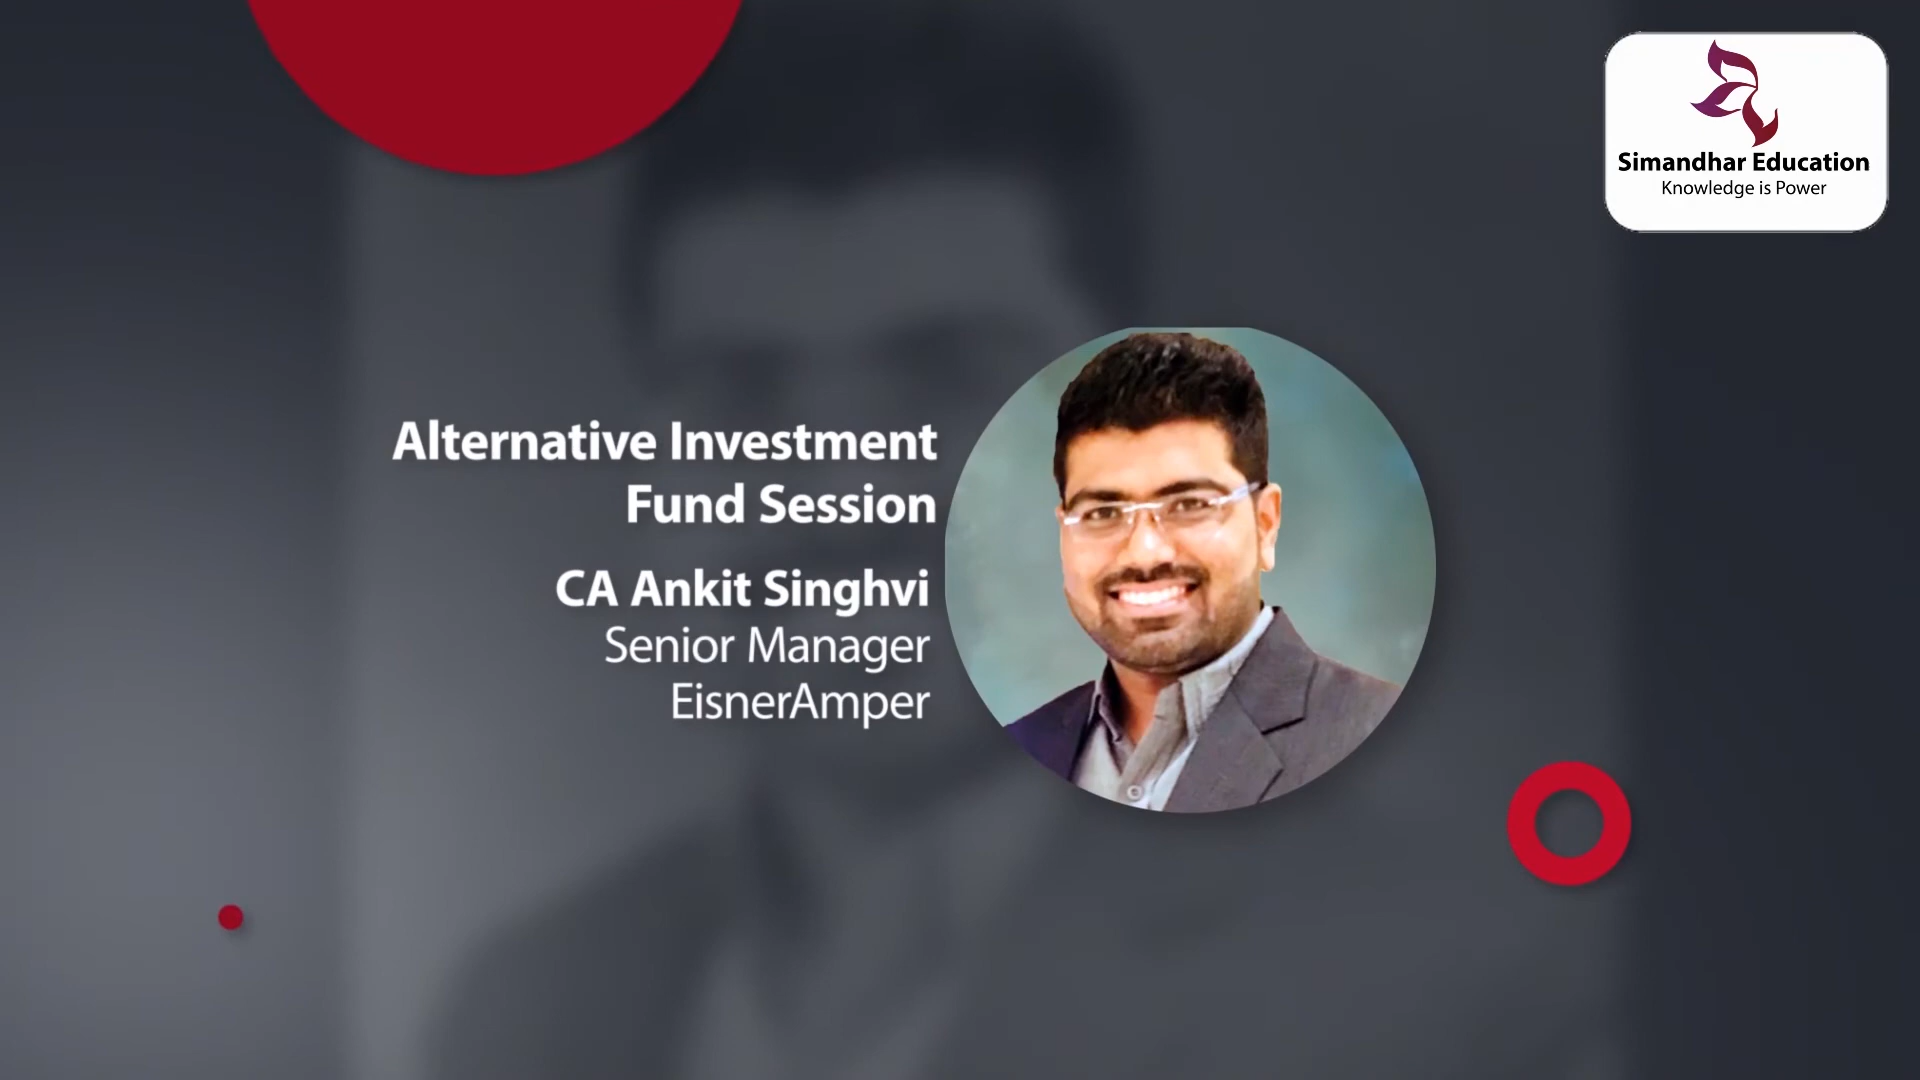 Simandhar Education
Knowledge is Power
Alternative Investment
Fund Session
CA Ankit Singhvi
Senior Manager
EisnerAmper